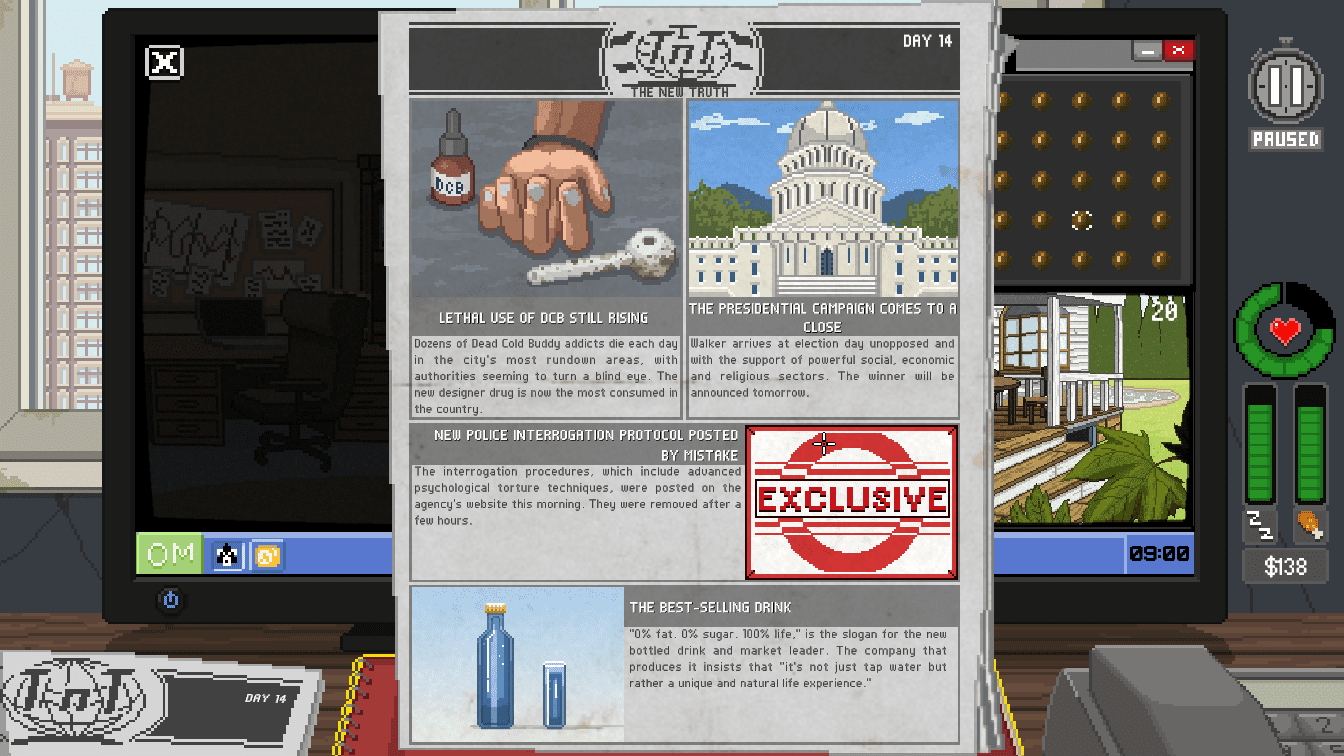 TnT
THE NEW TRUTH
DAY 14
LETHAL USE OF DCB STILL RISING
Dozens of Dead Cold Buddy addicts die each day
in the city's most rundown areas, with
authorities seeming to turn a blind eye. The
new designer drug is now the most consumed in
the country.
DCB
THE PRESIDENTIAL CAMPAIGN COMES TO A
CLOSE
Walker arrives at election day unopposed and
with the support of powerful social, economic
and religious sectors. The winner will be
announced tomorrow.
NEW POLICE INTERROGATION PROTOCOL POSTED
BY MISTAKE
The interrogation procedures, which include advanced
psychological torture techniques, were posted on the
agency's website this morning. They were removed after a
few hours.
EXCLUSIVE
THE BEST-SELLING DRINK
"0% fat. 0% sugar. 100% life," is the slogan for the new
bottled drink and market leader. The company that
produces it insists that "it's not just tap water but
rather a unique and natural life experience."
PAUSED
20
OM
09:00
zzz
$138
TnT
DAY 14
2